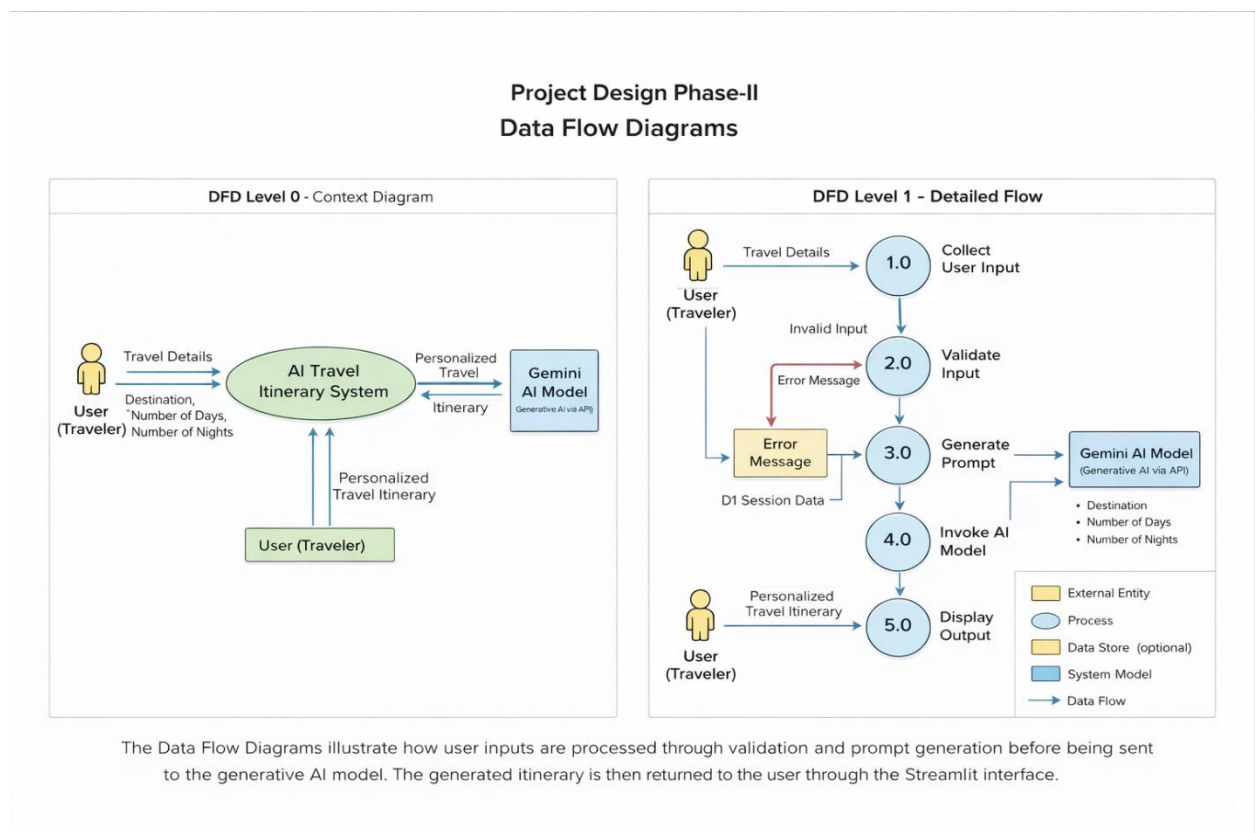 Project Design Phase-II
Data Flow Diagrams
DFD Level 0 - Context Diagram
User
(Traveler)
Travel Details
Destination,
Number of Days,
Number of Nights
AI Travel
Itinerary System
Personalized
Travel
Itinerary
Gemini
AI Model
(Generative AI via API)
Personalized
Travel Itinerary
User (Traveler)
DFD Level 1 - Detailed Flow
User
(Traveler)
Travel Details
1.0
Collect
User Input
Invalid Input
2.0
Validate
Input
Error Message
Error
Message
3.0
Generate
Prompt
D1 Session Data
Gemini AI Model
(Generative AI via API)
• Destination
• Number of Days
• Number of Nights
4.0
Invoke AI
Model
User
(Traveler)
Personalized
Travel Itinerary
5.0
Display
Output
External Entity
Process
Data Store (optional)
System Model
Data Flow
The Data Flow Diagrams illustrate how user inputs are processed through validation and prompt generation before being sent
to the generative AI model. The generated itinerary is then returned to the user through the Streamlit interface.